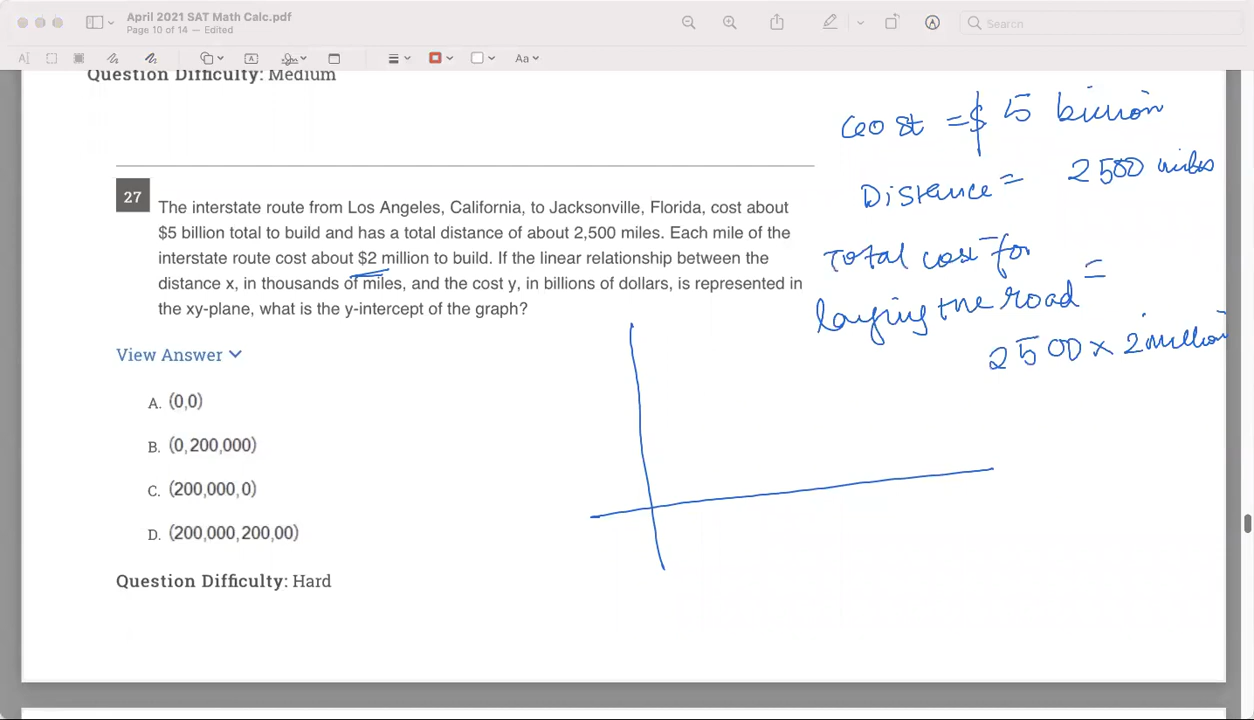 April 2021 SAT Math Calc.pdf
Page 10 of 14 – Edited
Search
Aa
Question Difficulty: Medium
27
The interstate route from Los Angeles, California, to Jacksonville, Florida, cost about
$5 billion total to build and has a total distance of about 2,500 miles. Each mile of the
interstate route cost about $2 million to build. If the linear relationship between the
distance x, in thousands of miles, and the cost y, in billions of dollars, is represented in
the xy-plane, what is the y-intercept of the graph?
View Answer
A. (0,0)
B. (0,200,000)
C. (200,000,0)
D. (200,000,200,00)
Question Difficulty: Hard
Cost = $ 5 billion
Distance = 2500 miles
Total cost for
laying the road =
2500 × 2 million